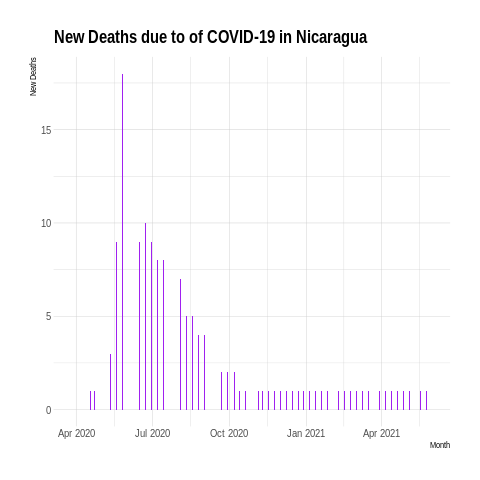 New Deaths due to of COVID-19 in Nicaragua
New Deaths
15
10
5
0
Apr 2020 Jul 2020 Oct 2020 Jan 2021 Apr 2021
Month